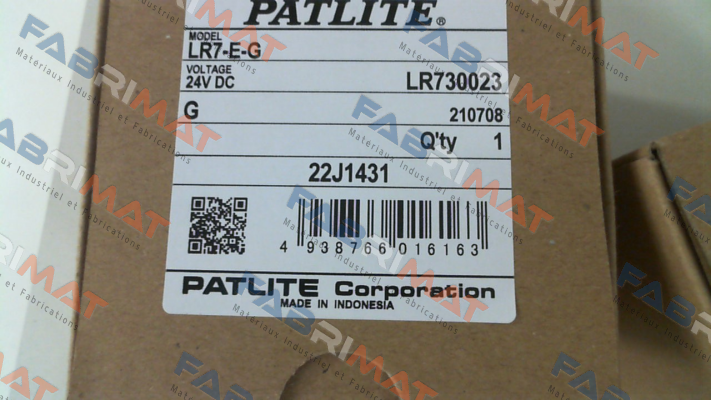 PATLITE®
MODEL
LR7-E-G
VOLTAGE
24V DC
LR730023
G
210708
Q'ty 1
22J1431
4 938766 016163
PATLITE Corporation
MADE IN INDONESIA
FABRIMAT
Materiaux Industriel et Fabrications